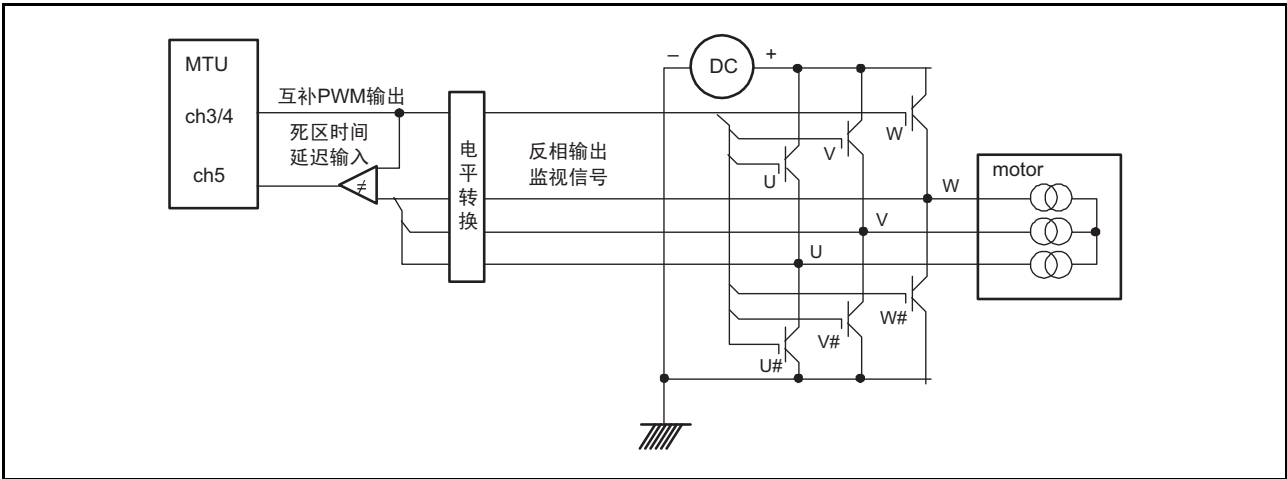 MTU
ch3/4
ch5
互补PWM输出
死区时间
延迟输入
≠
电平转换
反相输出
监视信号
− DC +
W
V
U
W
V
U
W#
V#
U#
motor